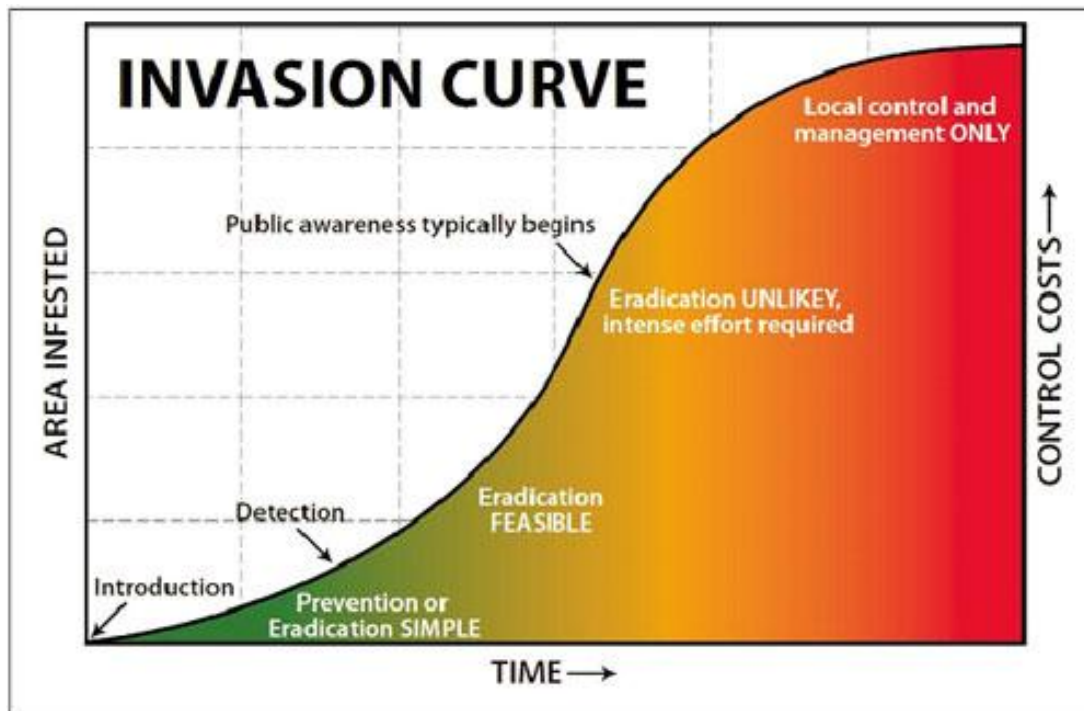 INVASION CURVE
Local control and
management ONLY
Public awareness typically begins
Eradication UNLIKEY,
intense effort required
Eradication
FEASIBLE
Detection
Introduction
Prevention or
Eradication SIMPLE
AREA INFESTED
CONTROL COSTS →
TIME →